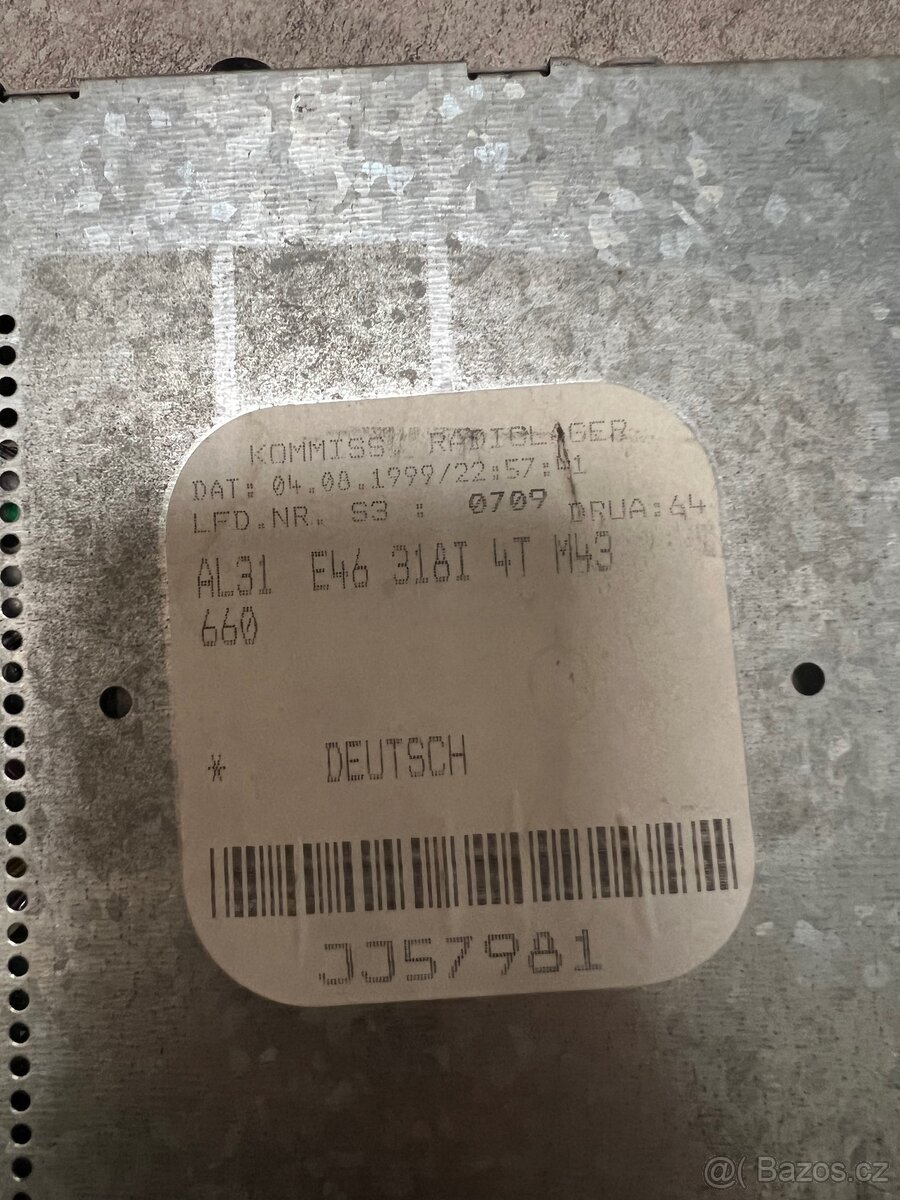 KOMMISS. RADIOLAGER
DAT: 04.08.1999/22:57:41
LFD.NR. S3 : 0709 DRUA:64
AL31 E46 318I 4T M43
660
* DEUTSCH
JJ57981
@( Bazos.cz